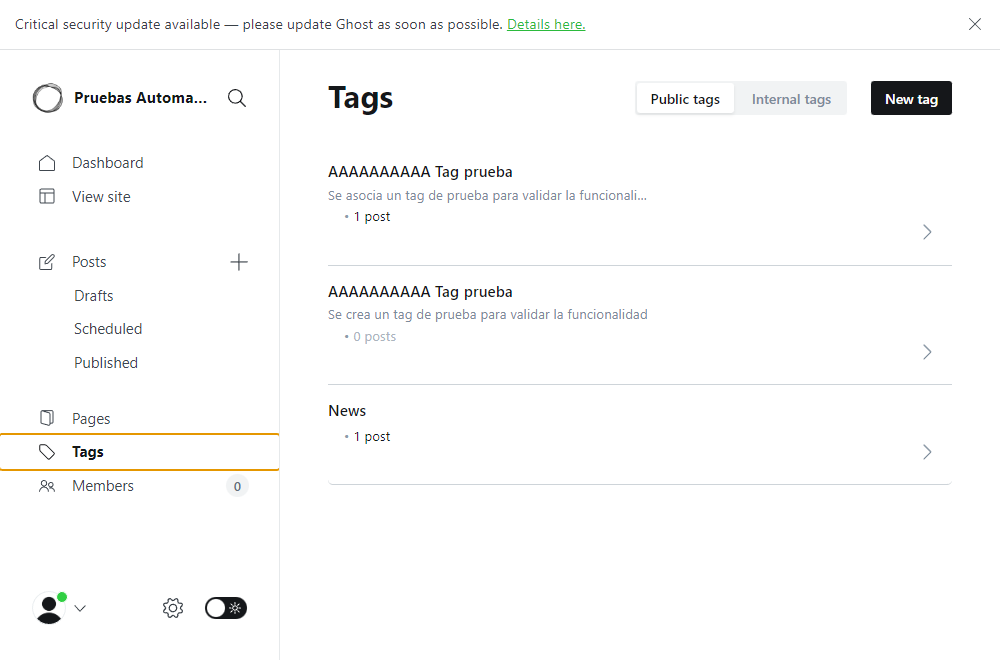 Critical security update available — please update Ghost as soon as possible. Details here.
Pruebas Automa...
Dashboard
View site
Posts
Drafts
Scheduled
Published
Pages
Tags
Members 0
Tags
Public tags
Internal tags
New tag
AAAAAAAAAA Tag prueba
Se asocia un tag de prueba para validar la funcionali...
• 1 post
AAAAAAAAAA Tag prueba
Se crea un tag de prueba para validar la funcionalidad
• 0 posts
News
• 1 post